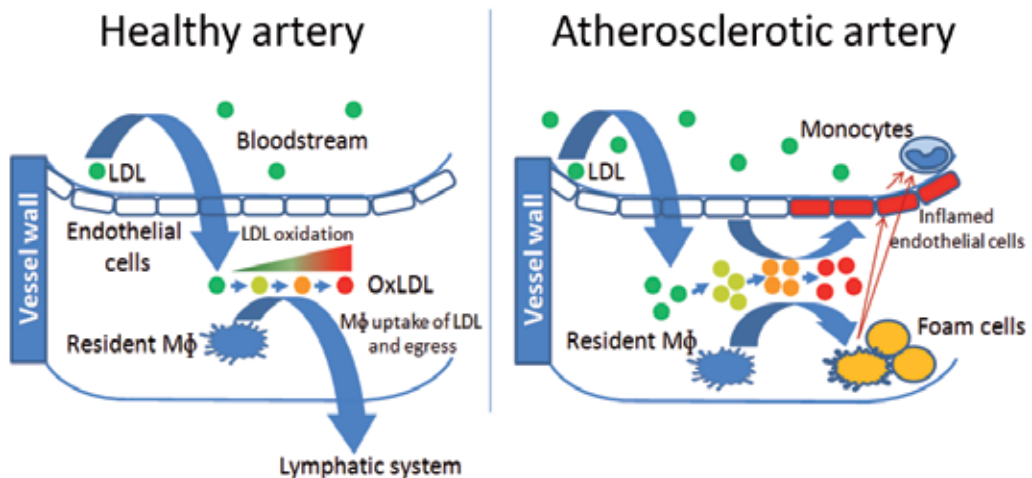 Healthy artery
Bloodstream
LDL
Vessel wall
Endothelial
cells
LDL oxidation
OxLDL
Resident MΦ
MΦ uptake of LDL
and egress
Lymphatic system
Atherosclerotic artery
Monocytes
LDL
Vessel wall
Inflamed
endothelial cells
Resident MΦ
Foam cells